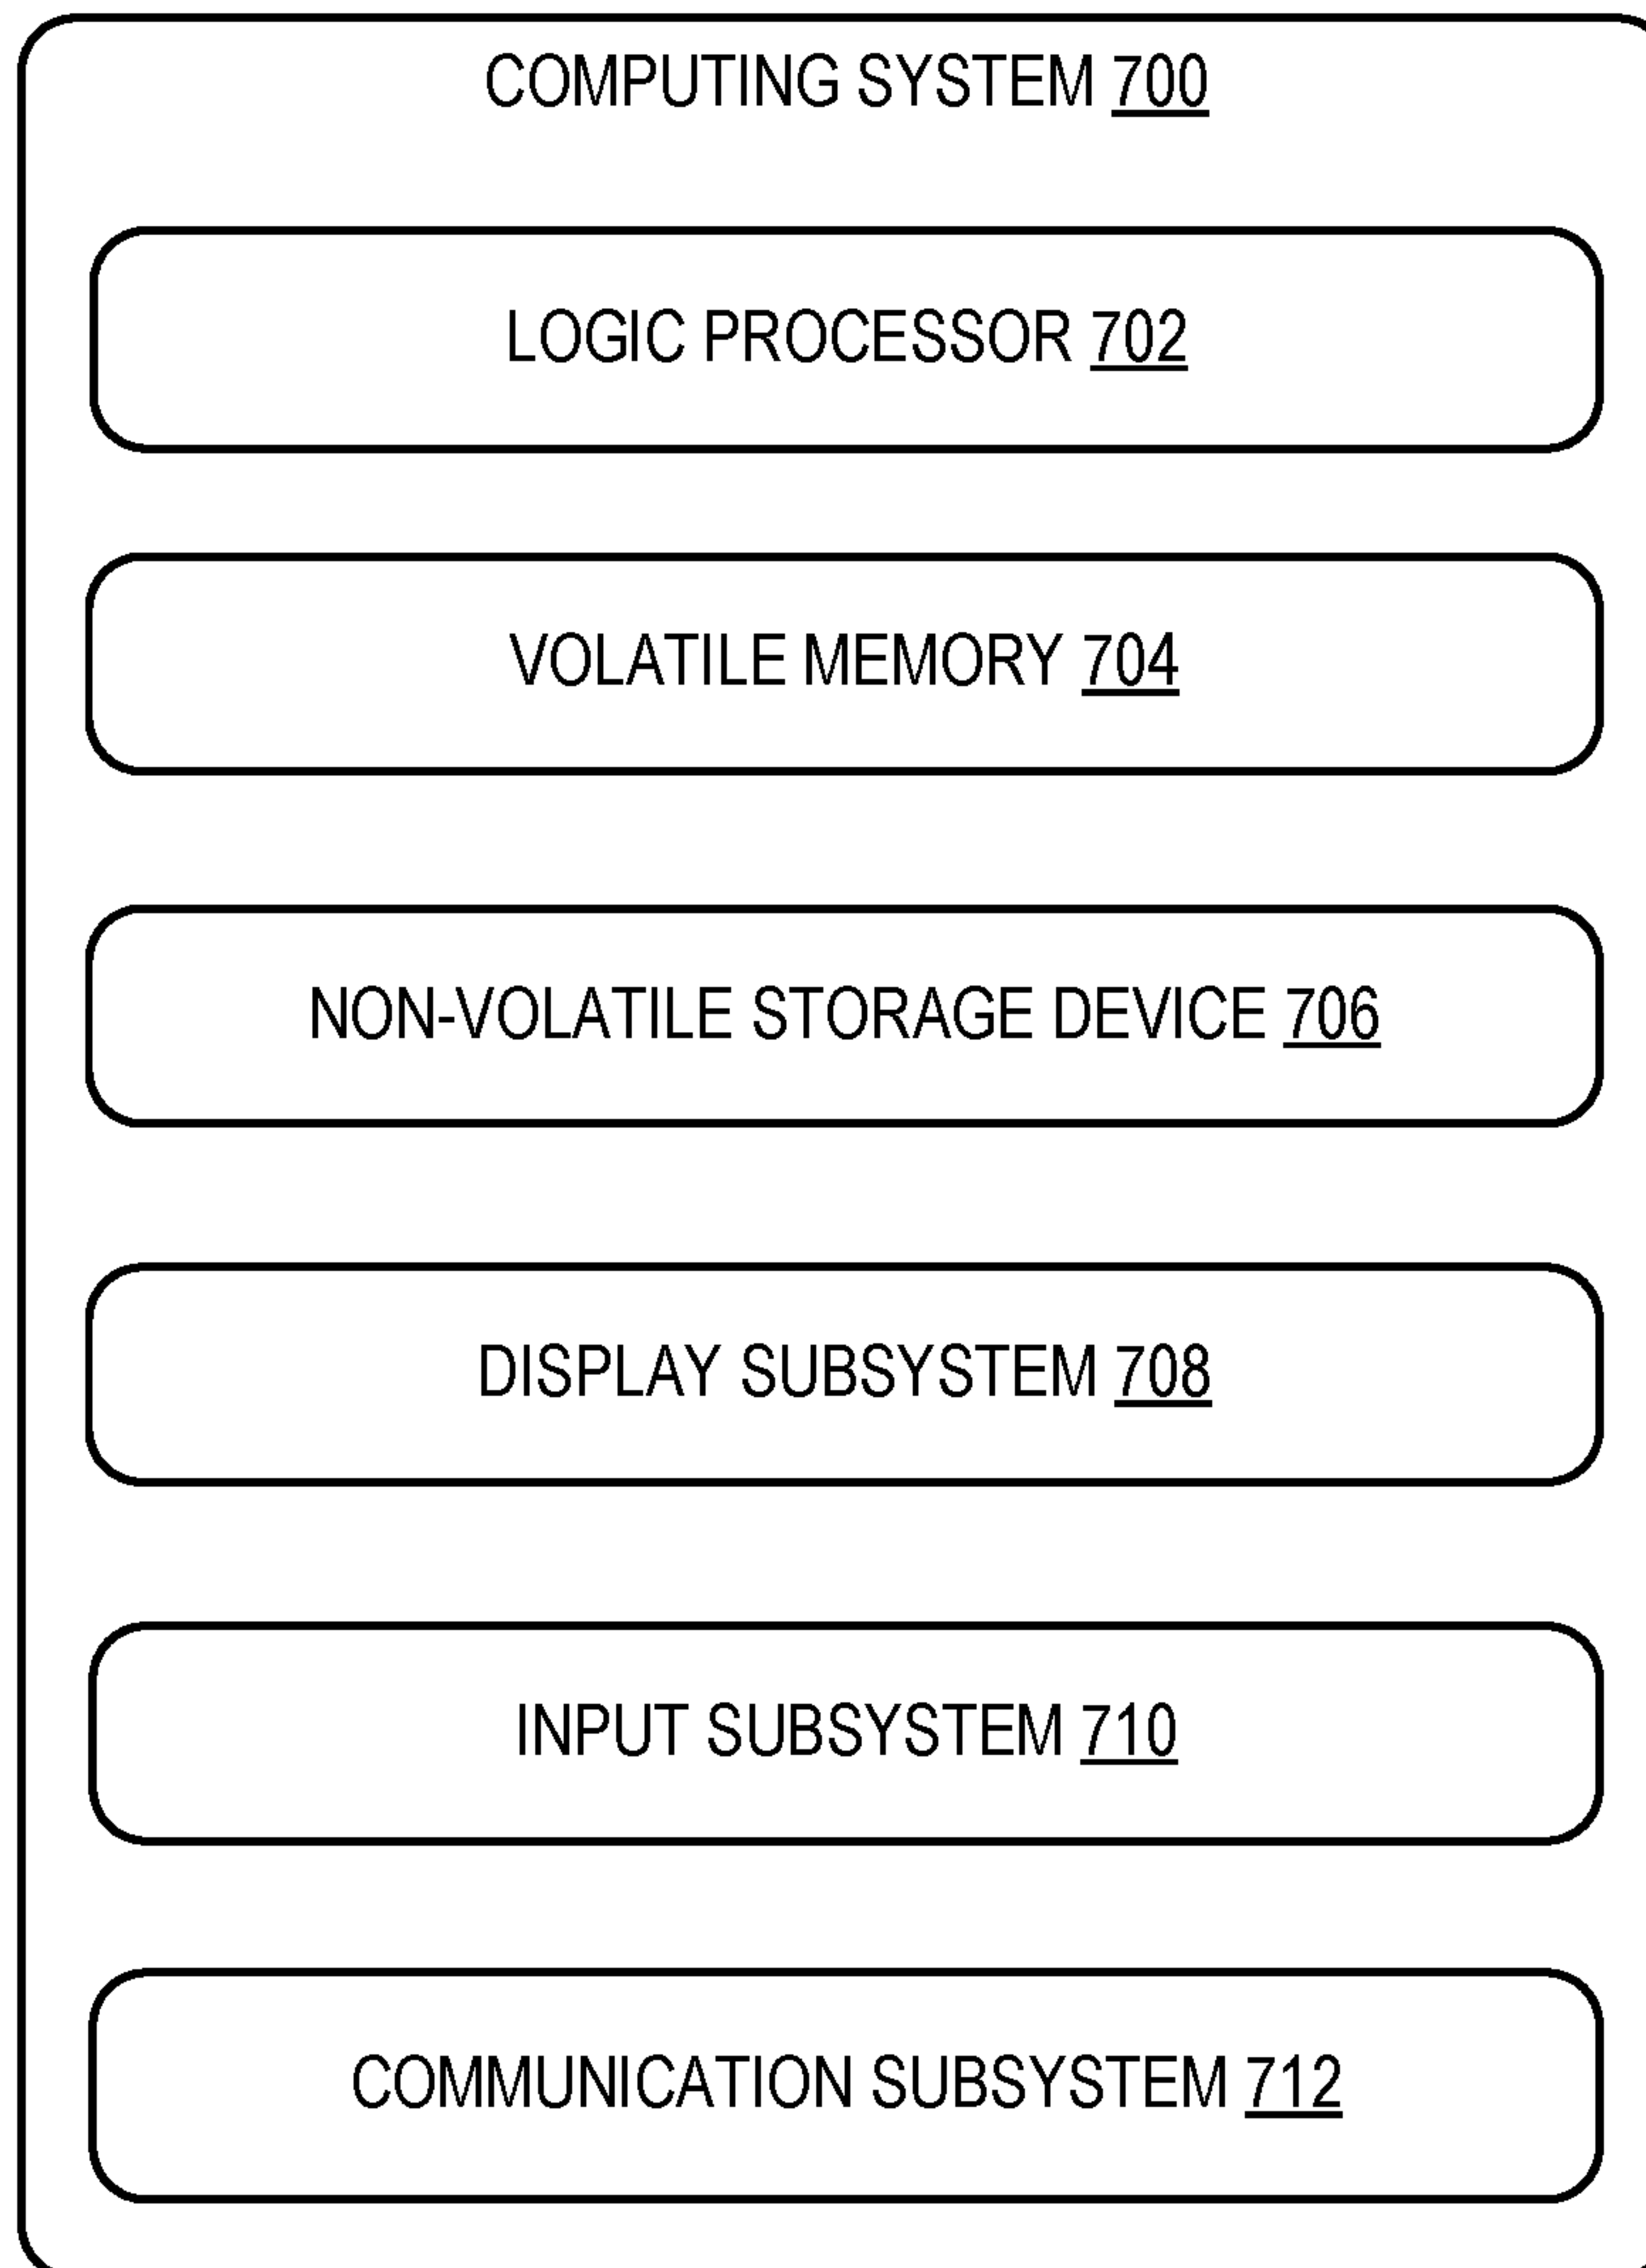 COMPUTING SYSTEM 700
LOGIC PROCESSOR 702
VOLATILE MEMORY 704
NON-VOLATILE STORAGE DEVICE 706
DISPLAY SUBSYSTEM 708
INPUT SUBSYSTEM 710
COMMUNICATION SUBSYSTEM 712